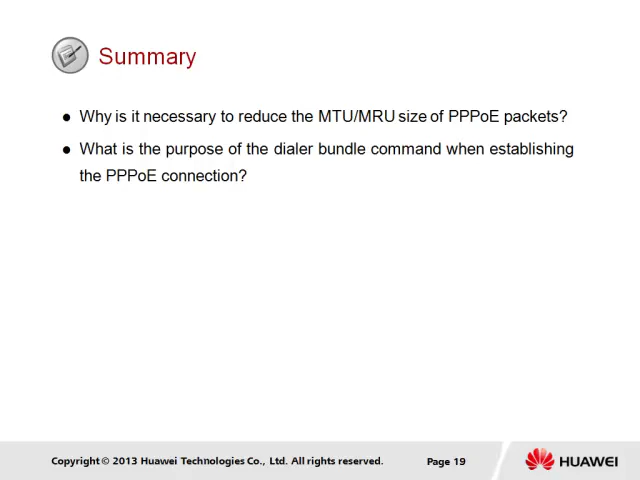 Summary
● Why is it necessary to reduce the MTU/MRU size of PPPoE packets?
● What is the purpose of the dialer bundle command when establishing
the PPPoE connection?
Copyright © 2013 Huawei Technologies Co., Ltd. All rights reserved.
Page 19
HUAWEI